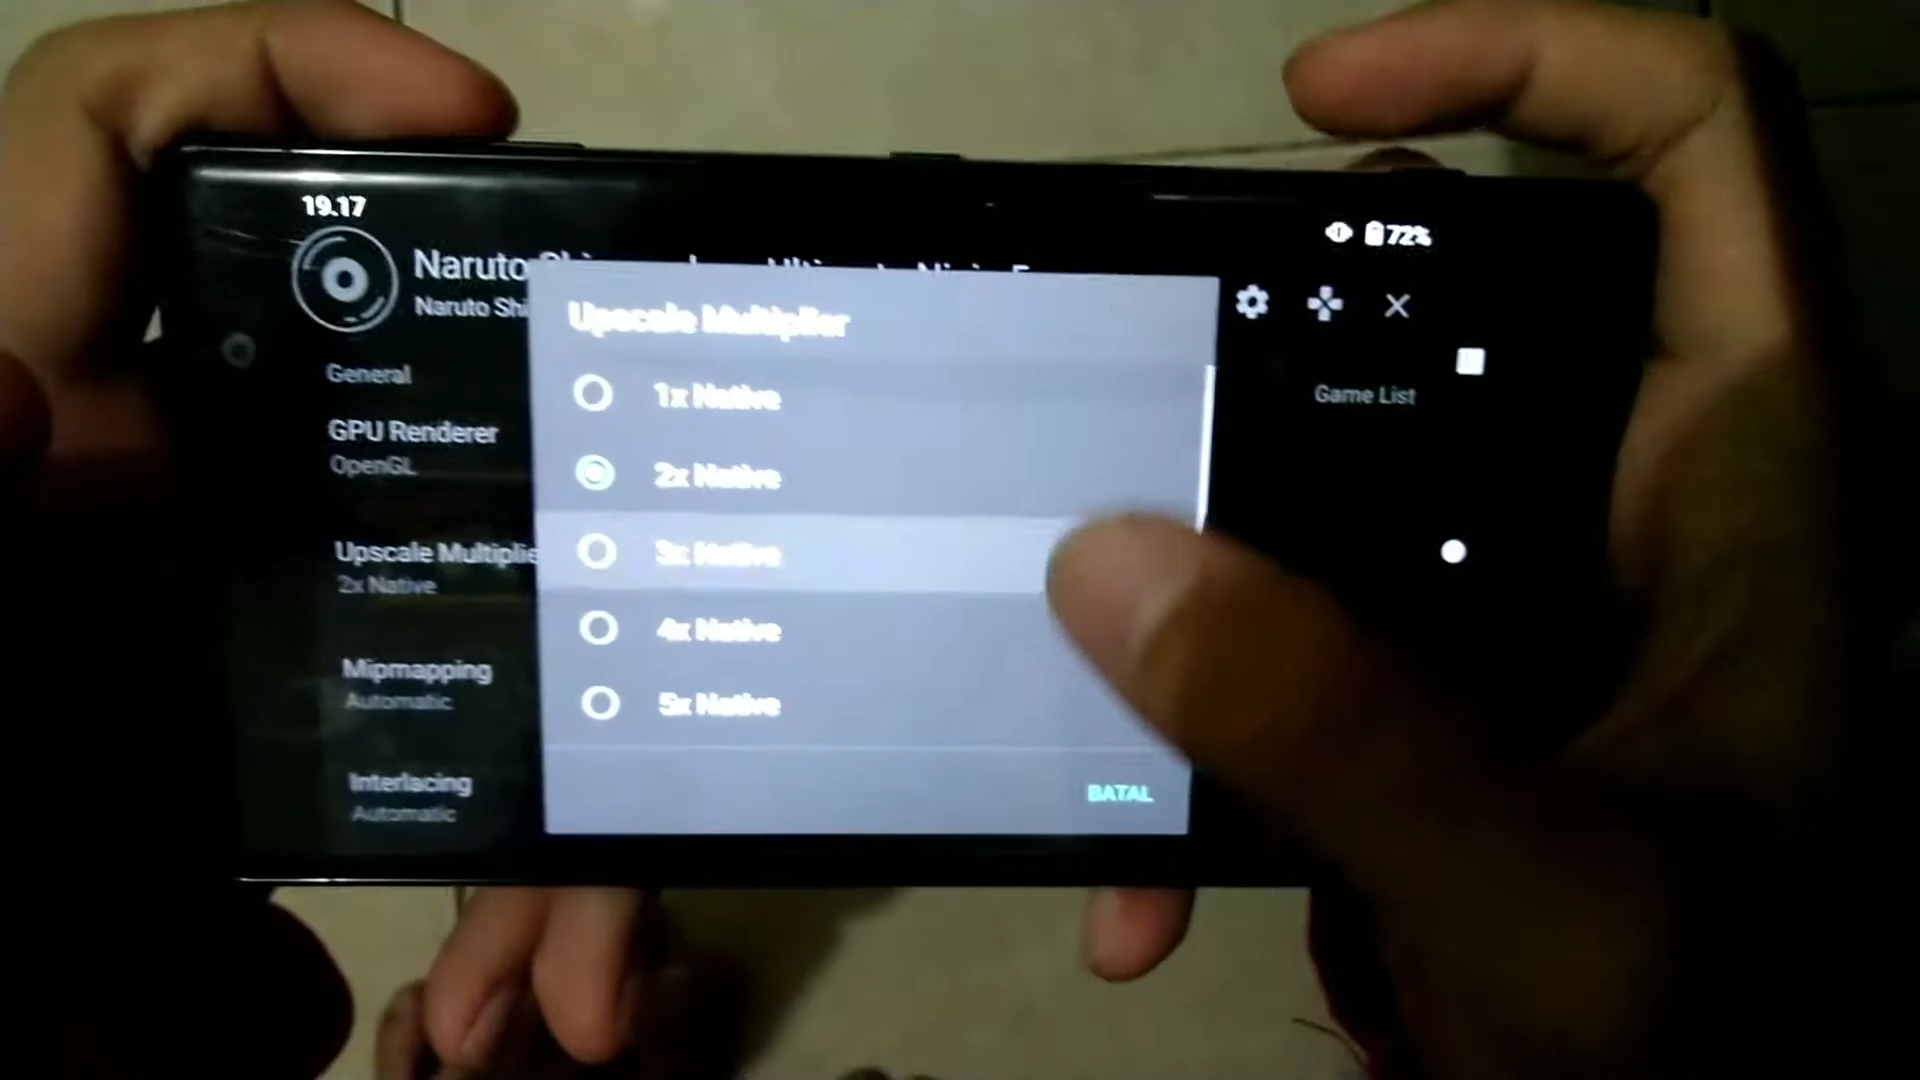 19.17
72%
Naruto Shi
Naruto Shi
Game List
General
GPU Renderer
OpenGL
Upscale Multiplie
2x Native
Mipmapping
Automatic
Interlacing
Automatic
Upscale Multiplier
1x Native
2x Native
3x Native
4x Native
5x Native
BATAL